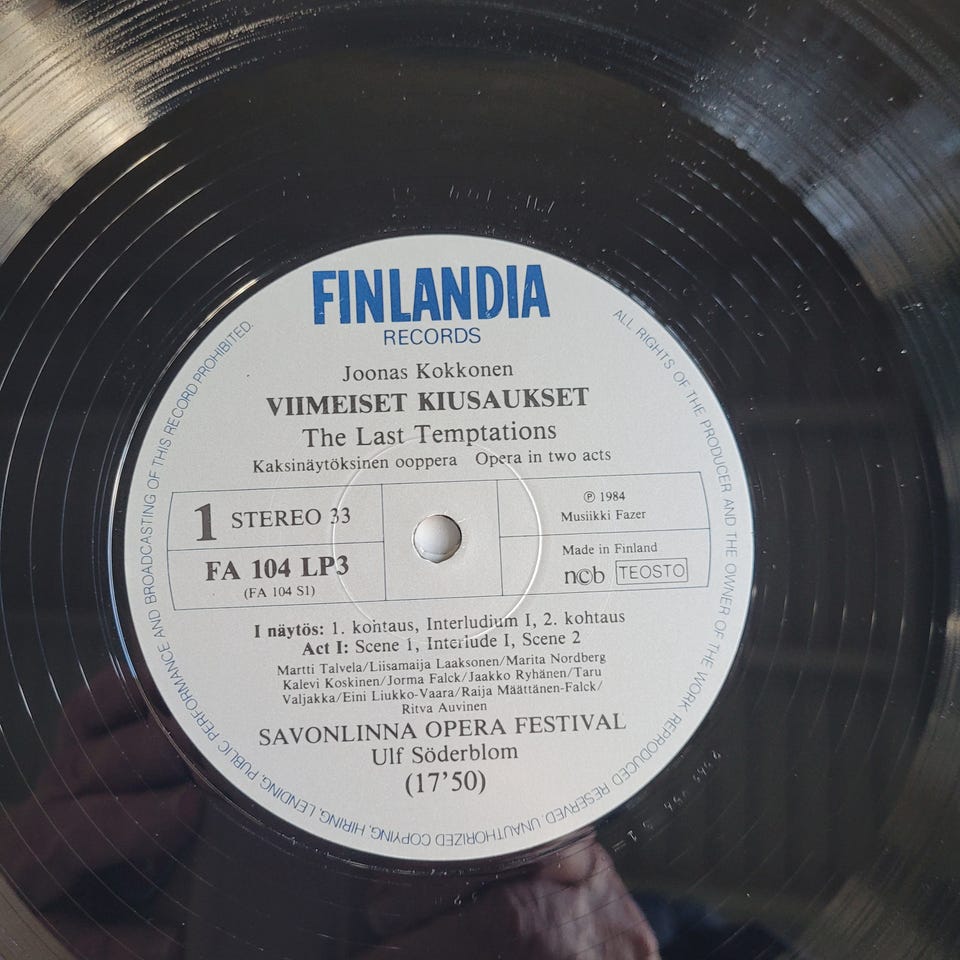 FINLANDIA
RECORDS
Joonas Kokkonen
VIIMEISET KIUSAUKSET
The Last Temptations
Kaksinäytöksinen ooppera Opera in two acts
1 STEREO 33
FA 104 LP3
(FA 104 S1)
℗ 1984
Musiikki Fazer
Made in Finland
ncb TEOSTO
I näytös: 1. kohtaus, Interludium I, 2. kohtaus
Act I: Scene 1, Interlude I, Scene 2
Martti Talvela/Liisamaija Laaksonen/Marita Nordberg
Kalevi Koskinen/Jorma Falck/Jaakko Ryhänen/Taru
Valjakka/Eini Liukko-Vaara/Raija Määttänen-Falck/
Ritva Auvinen
SAVONLINNA OPERA FESTIVAL
Ulf Söderblom
(17'50)
ALL RIGHTS OF THE PRODUCER AND THE OWNER OF THE WORK REPRODUCED RESERVED. UNAUTHORIZED COPYING, HIRING, LENDING, PUBLIC PERFORMANCE AND BROADCASTING OF THIS RECORD PROHIBITED.